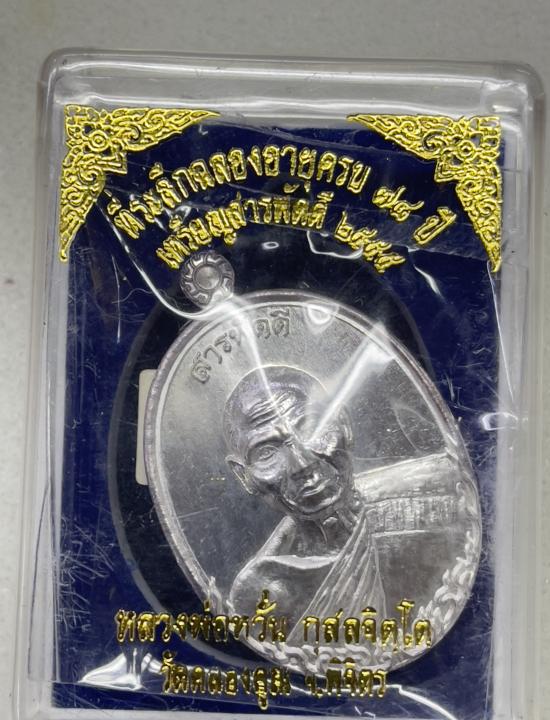 ที่ระลึกฉลองอายุครบ ๗๘ ปี
เหรียญสารพัดดี ๒๕๕๕
สารพัดดี
หลวงพ่อหวั่น กุสลจิตฺโต
วัดคลองคูณ จ.พิจิตร